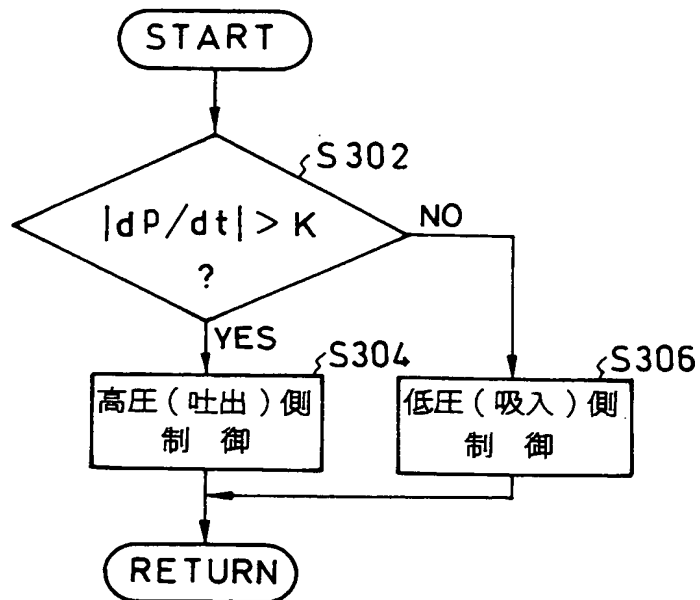 START
S302
|dP/dt| > K
?
NO
YES
S304
S306
高圧(吐出)側
制 御
低圧(吸入)側
制 御
RETURN